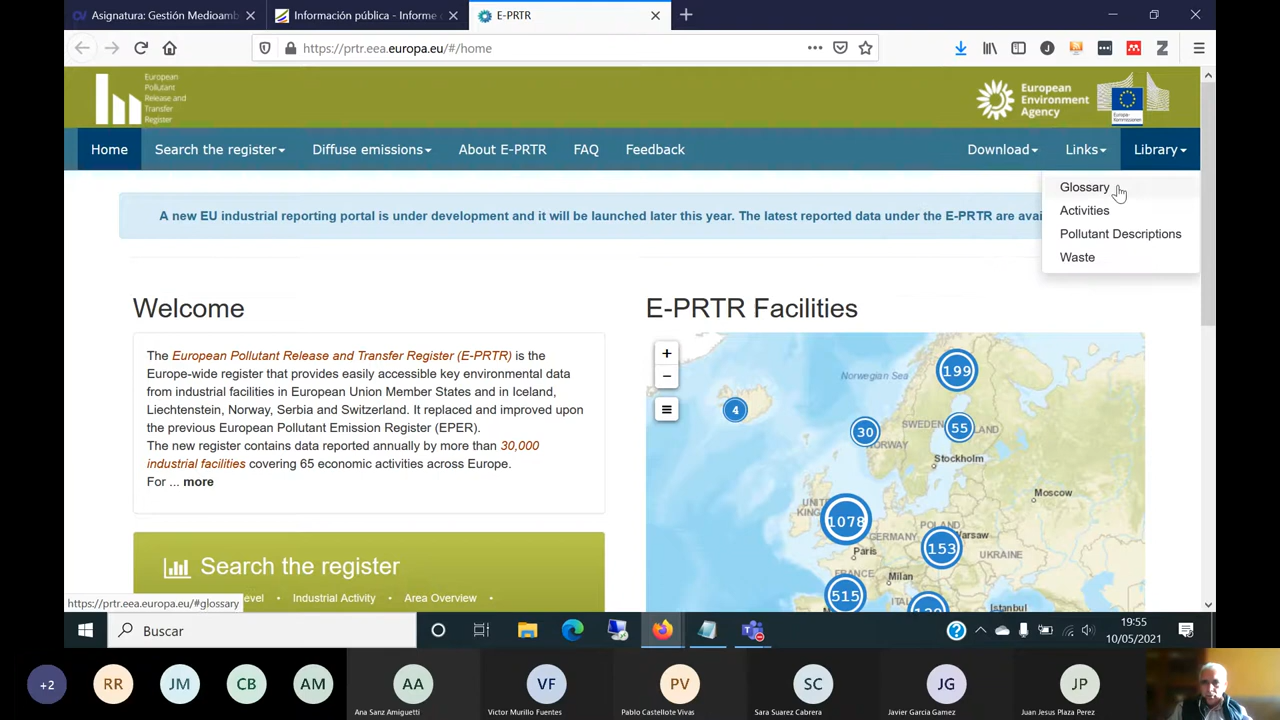 Asignatura: Gestión Medioamb
Información pública - Informe
E-PRTR
https://prtr.eea.europa.eu/#/home
European
Pollutant
Release and
Transfer
Register
European
Environment
Agency
Home
Search the register
Diffuse emissions
About E-PRTR
FAQ
Feedback
Download
Links
Library
Glossary
Activities
Pollutant Descriptions
Waste
A new EU industrial reporting portal is under development and it will be launched later this year. The latest reported data under the E-PRTR are avai
Welcome
The European Pollutant Release and Transfer Register (E-PRTR) is the
Europe-wide register that provides easily accessible key environmental data
from industrial facilities in European Union Member States and in Iceland,
Liechtenstein, Norway, Serbia and Switzerland. It replaced and improved upon
the previous European Pollutant Emission Register (EPER).
The new register contains data reported annually by more than 30,000
industrial facilities covering 65 economic activities across Europe.
For ... more
Search the register
evel • Industrial Activity • Area Overview •
E-PRTR Facilities
+
−
Norwegian Sea
199
4
30
SWEDEN
55
LAND
NORWAY
Stockholm
Moscow
UNITE
KING
1078
GERMANY
POLAND
153
Warsaw
UKRAINE
Paris
FRANCE
Milan
515
ITAL
Istanbul
https://prtr.eea.europa.eu/#glossary
Buscar
19:55
10/05/2021
+2
RR
JM
CB
AM
AA
VF
PV
SC
JG
JP
Ana Sanz Amiguetti
Victor Murillo Fuentes
Pablo Castellote Vivas
Sara Suarez Cabrera
Javier Garcia Gamez
Juan Jesus Plaza Perez